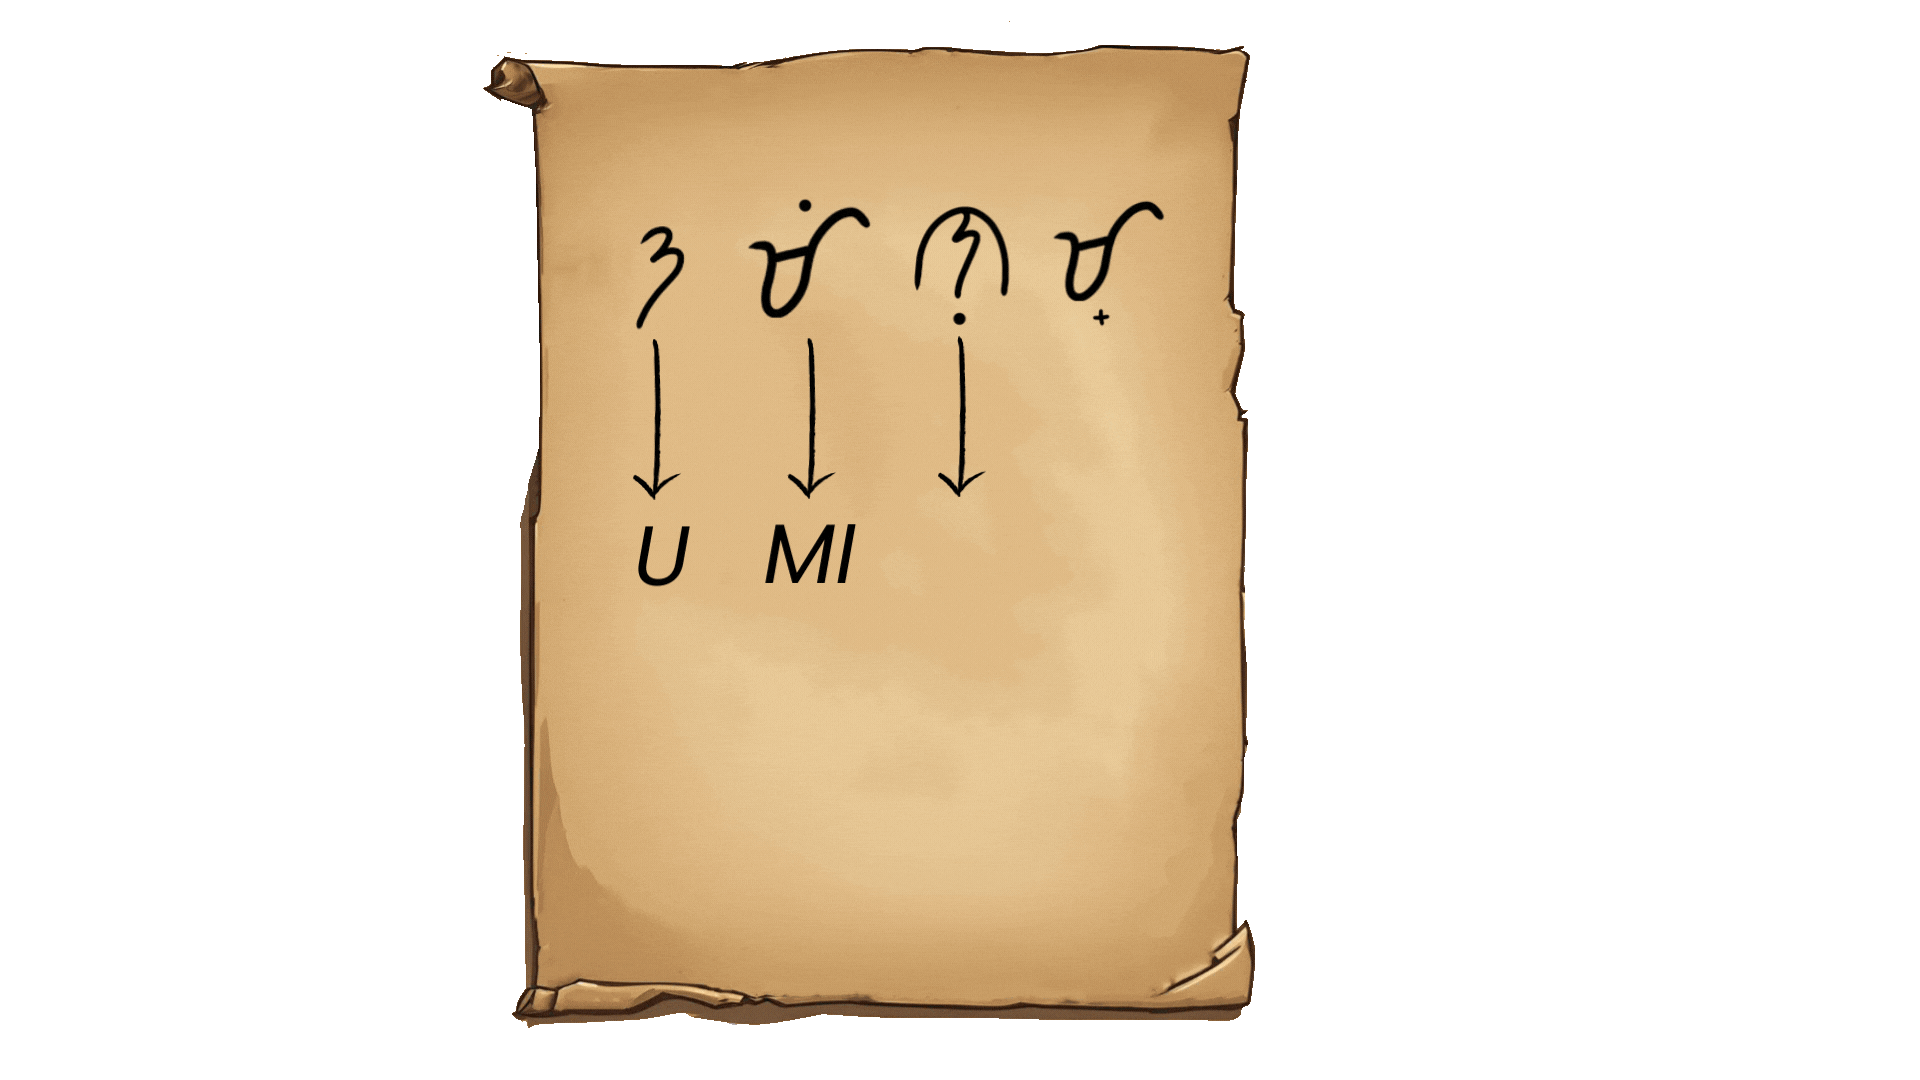 ᜂ ᜋᜒ ᜎᜓ ᜋ᜔
U MI